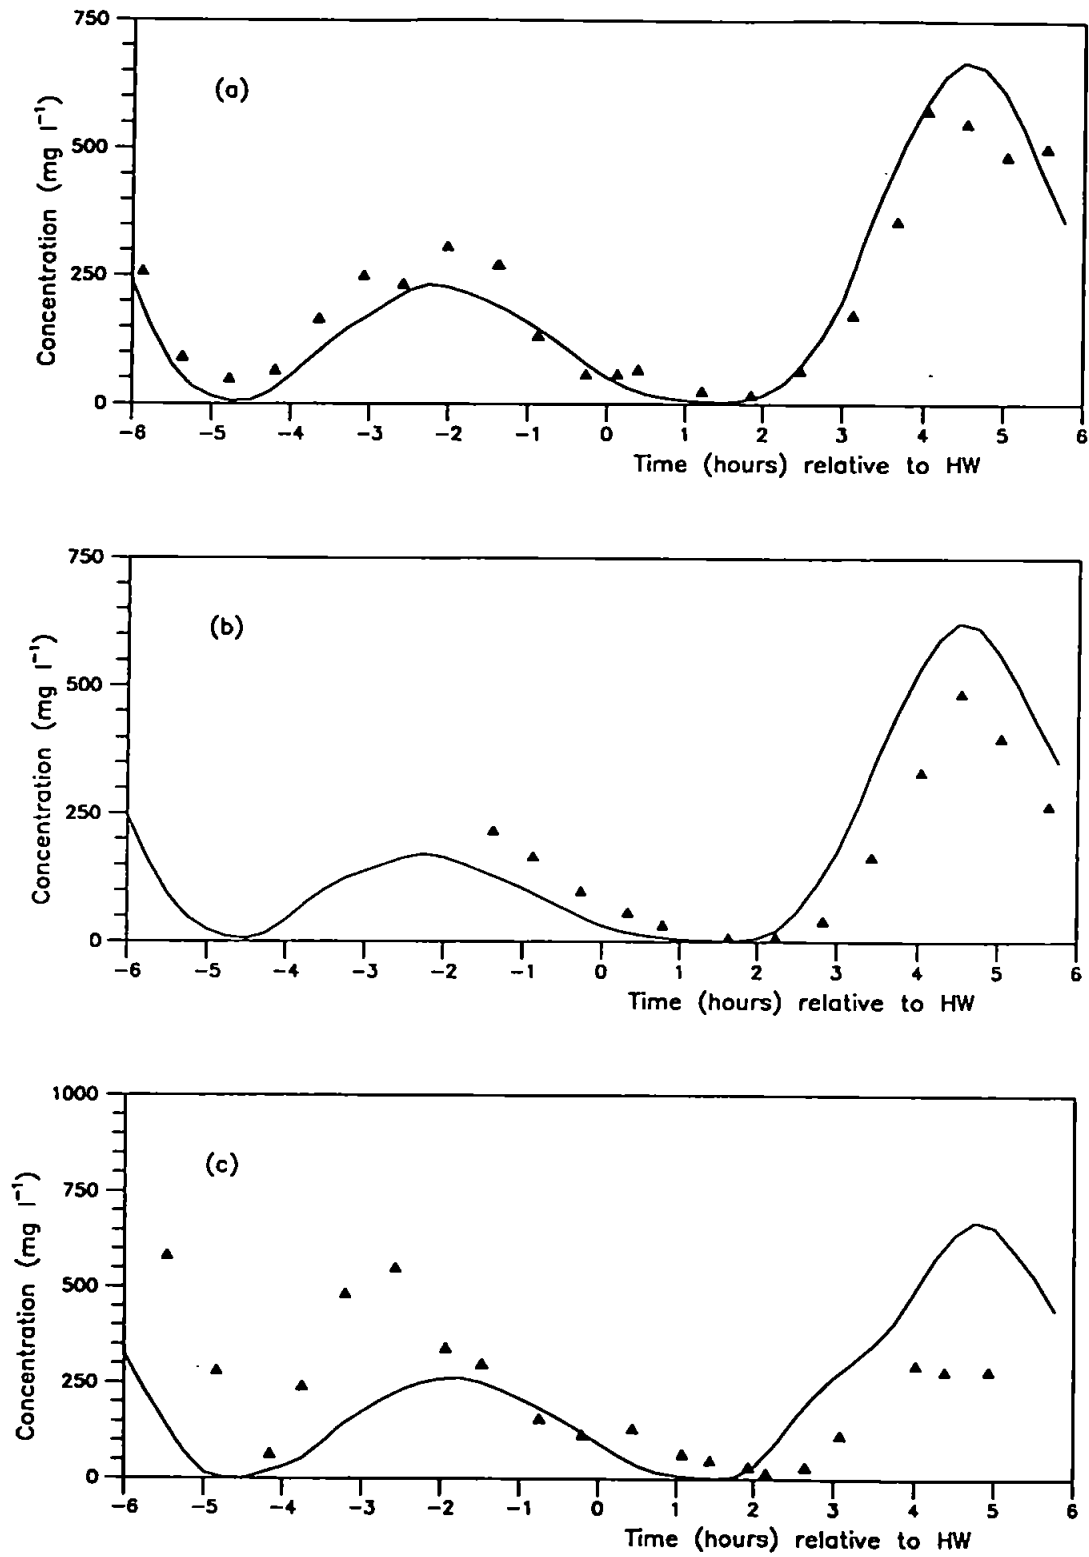 750
500
250
0
Concentration (mg l⁻¹)
(a)
−6 −5 −4 −3 −2 −1 0 1 2 3 4 5 6
Time (hours) relative to HW
750
500
250
0
Concentration (mg l⁻¹)
(b)
−6 −5 −4 −3 −2 −1 0 1 2 3 4 5 6
Time (hours) relative to HW
1000
750
500
250
0
Concentration (mg l⁻¹)
(c)
−6 −5 −4 −3 −2 −1 0 1 2 3 4 5 6
Time (hours) relative to HW